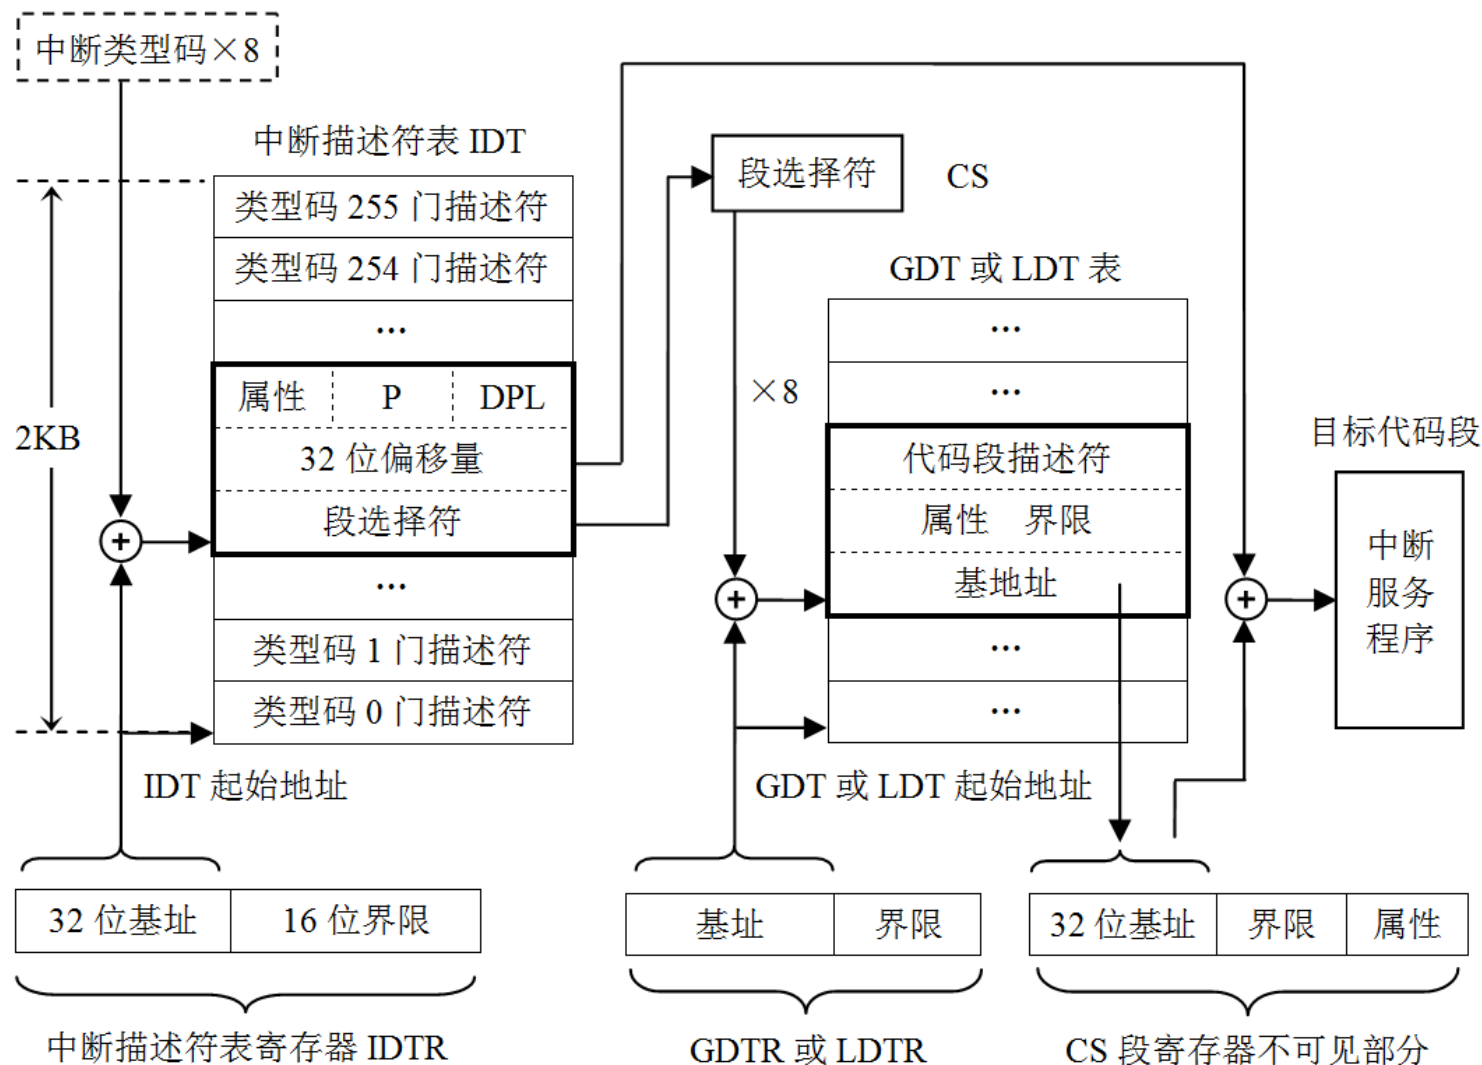 中断类型码×8
中断描述符表 IDT
类型码 255 门描述符
类型码 254 门描述符
…
属性 P DPL
32 位偏移量
段选择符
…
类型码 1 门描述符
类型码 0 门描述符
2KB
IDT 起始地址
32 位基址 16 位界限
中断描述符表寄存器 IDTR
段选择符 CS
×8
GDT 或 LDT 表
…
…
代码段描述符
属性 界限
基地址
…
…
GDT 或 LDT 起始地址
基址 界限
GDTR 或 LDTR
目标代码段
中断
服务
程序
32 位基址 界限 属性
CS 段寄存器不可见部分